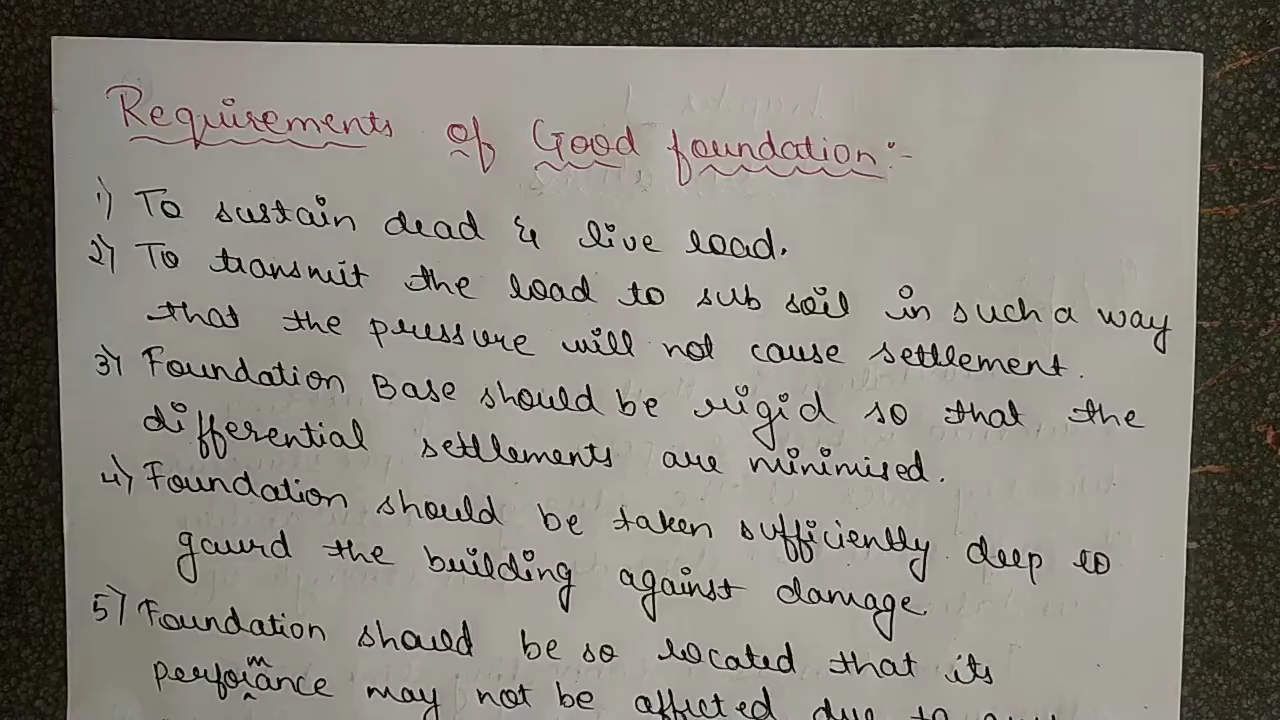 Requirements of Good foundation:-
1) To sustain dead & live load.
2) To transmit the load to sub soil in such a way
that the pressure will not cause settlement.
3) Foundation Base should be rigid so that the
differential settlements are minimised.
4) Foundation should be taken sufficiently deep to
gaurd the building against damage
5) Foundation should be so located that its
performance may not be affected due to